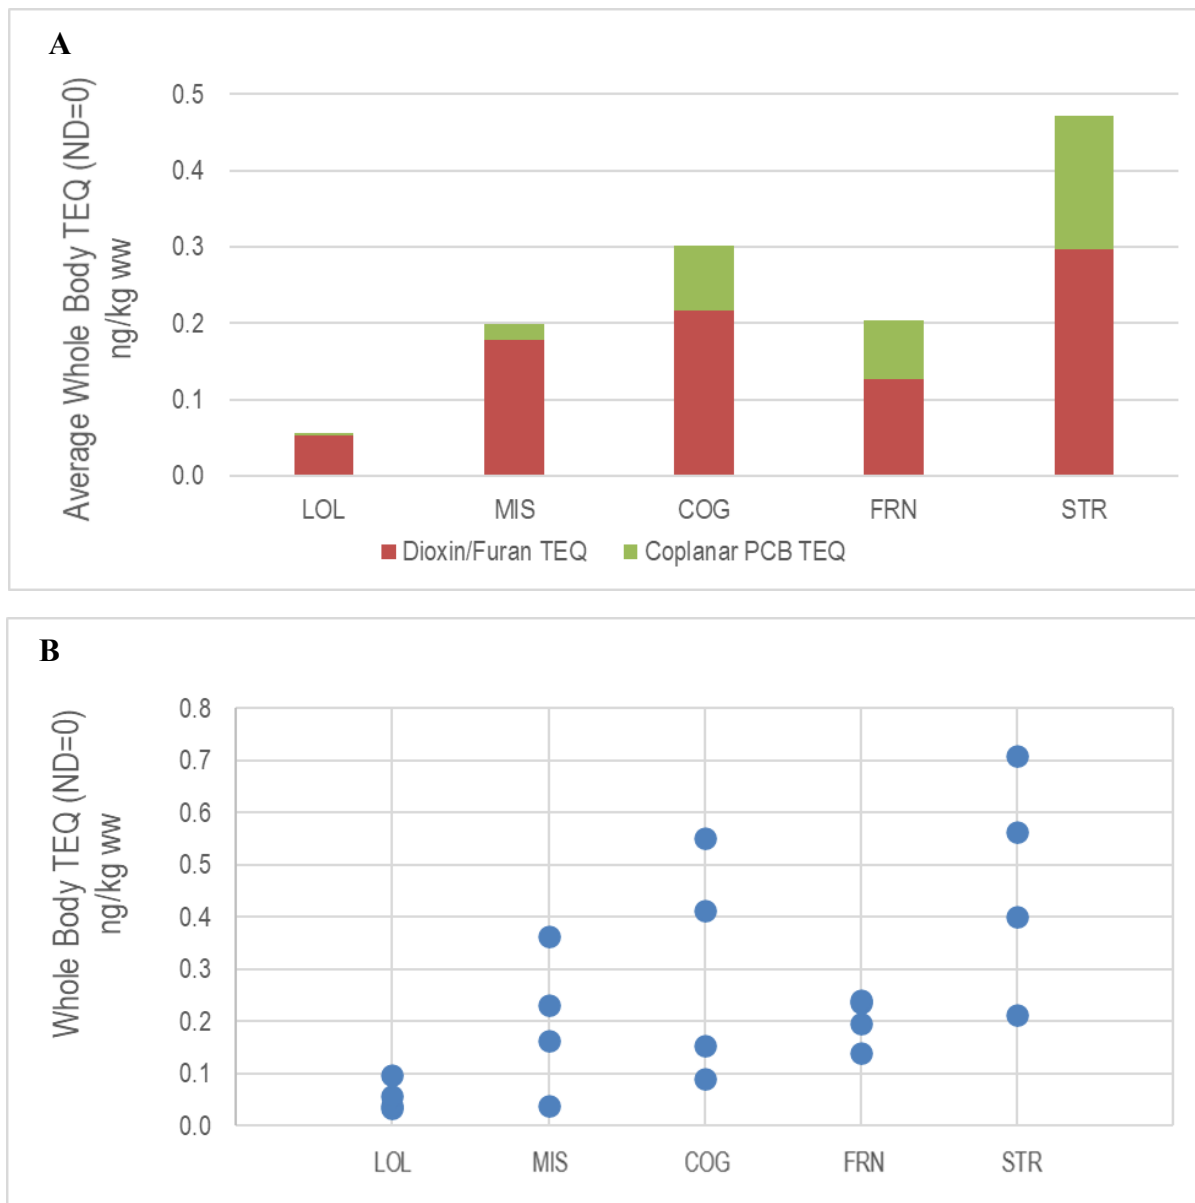 A
Average Whole Body TEQ (ND=0)
ng/kg ww
0.5
0.4
0.3
0.2
0.1
0.0
LOL MIS COG FRN STR
Dioxin/Furan TEQ Coplanar PCB TEQ
B
Whole Body TEQ (ND=0)
ng/kg ww
0.8
0.7
0.6
0.5
0.4
0.3
0.2
0.1
0.0
LOL MIS COG FRN STR